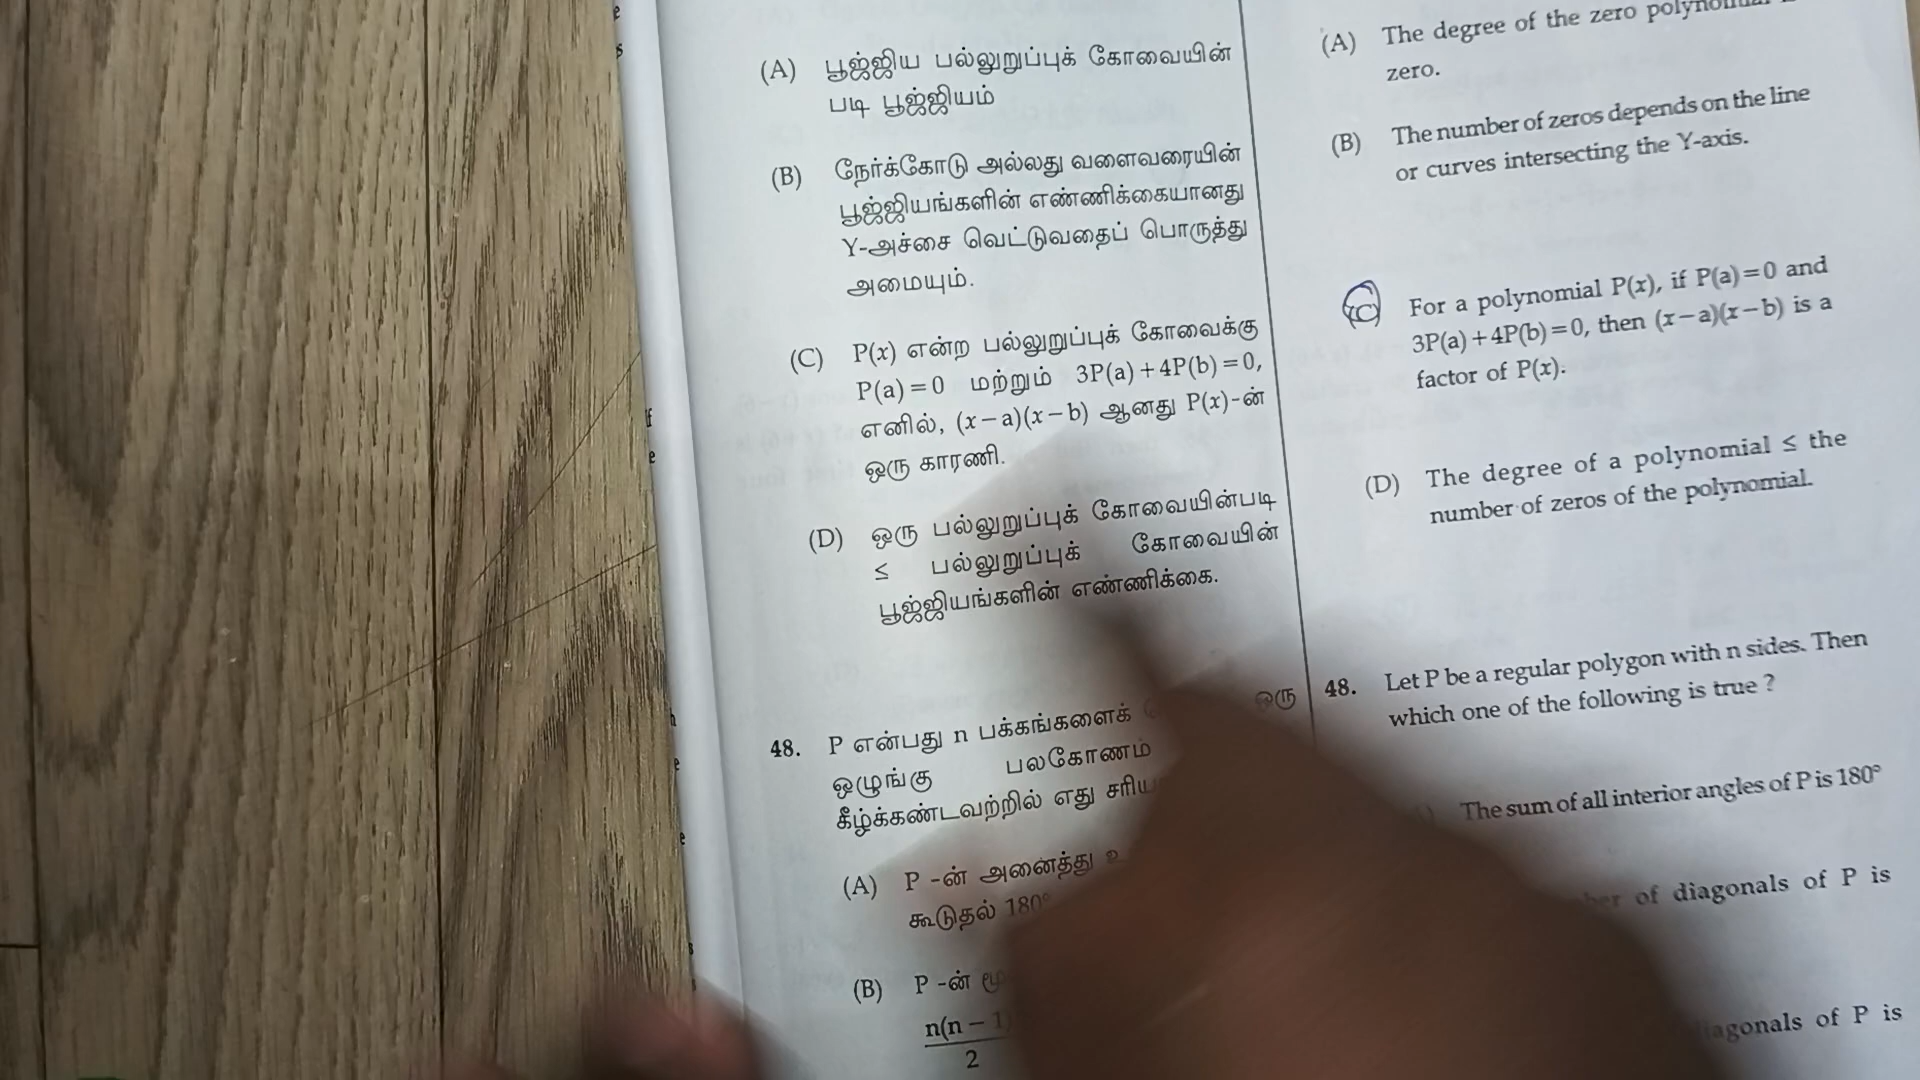 (A) பூஜ்ஜிய பல்லுறுப்புக் கோவையின்
படி பூஜ்ஜியம்
(B) நேர்க்கோடு அல்லது வளைவரையின்
பூஜ்ஜியங்களின் எண்ணிக்கையானது
Y-அச்சை வெட்டுவதைப் பொருத்து
அமையும்.
(C) P(x) என்ற பல்லுறுப்புக் கோவைக்கு
P(a) = 0 மற்றும் 3P(a) + 4P(b) = 0,
எனில், (x – a)(x – b) ஆனது P(x)-ன்
ஒரு காரணி.
(D) ஒரு பல்லுறுப்புக் கோவையின்படி
≤ பல்லுறுப்புக் கோவையின்
பூஜ்ஜியங்களின் எண்ணிக்கை.
48. P என்பது n பக்கங்களைக் ஒரு
ஒழுங்கு பலகோணம்
கீழ்க்கண்டவற்றில் எது
(A) P -ன் அனைத்து
கூடுதல் 180°
(B) P -ன்
n(n – 1)
2
(A) The degree of the zero
zero.
(B) The number of zeros depends on the line
or curves intersecting the Y-axis.
(C) For a polynomial P(x), if P(a) = 0 and
3P(a) + 4P(b) = 0, then (x – a)(x – b) is a
factor of P(x).
(D) The degree of a polynomial ≤ the
number of zeros of the polynomial.
48. Let P be a regular polygon with n sides. Then
which one of the following is true ?
The sum of all interior angles of P is 180°
of diagonals of P is
of P is